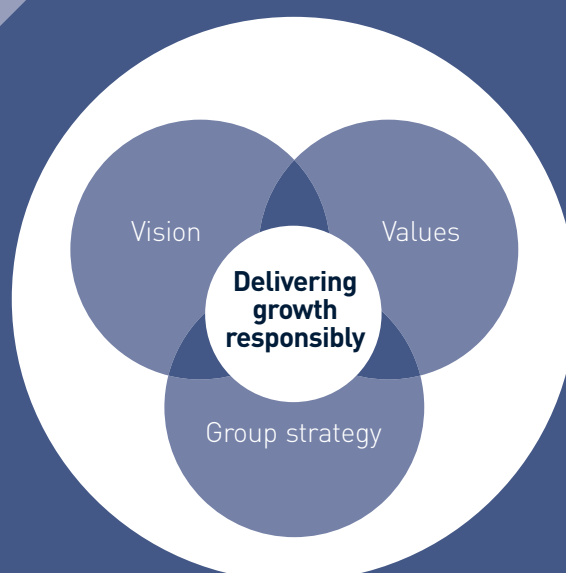 Vision
Values
Delivering
growth
responsibly
Group strategy